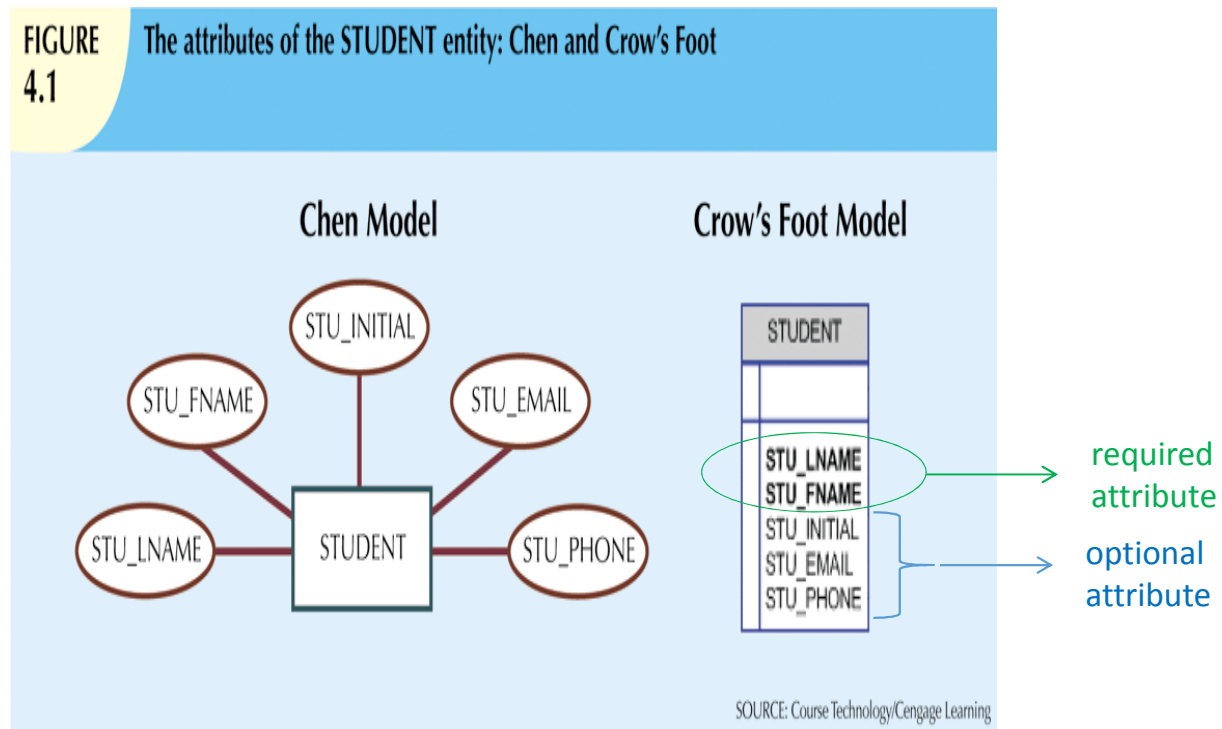 FIGURE
4.1
The attributes of the STUDENT entity: Chen and Crow's Foot
Chen Model
STU_INITIAL
STU_FNAME
STU_EMAIL
STU_LNAME
STUDENT
STU_PHONE
Crow's Foot Model
STUDENT
STU_LNAME
STU_FNAME
STU_INITIAL
STU_EMAIL
STU_PHONE
required
attribute
optional
attribute
SOURCE: Course Technology/Cengage Learning